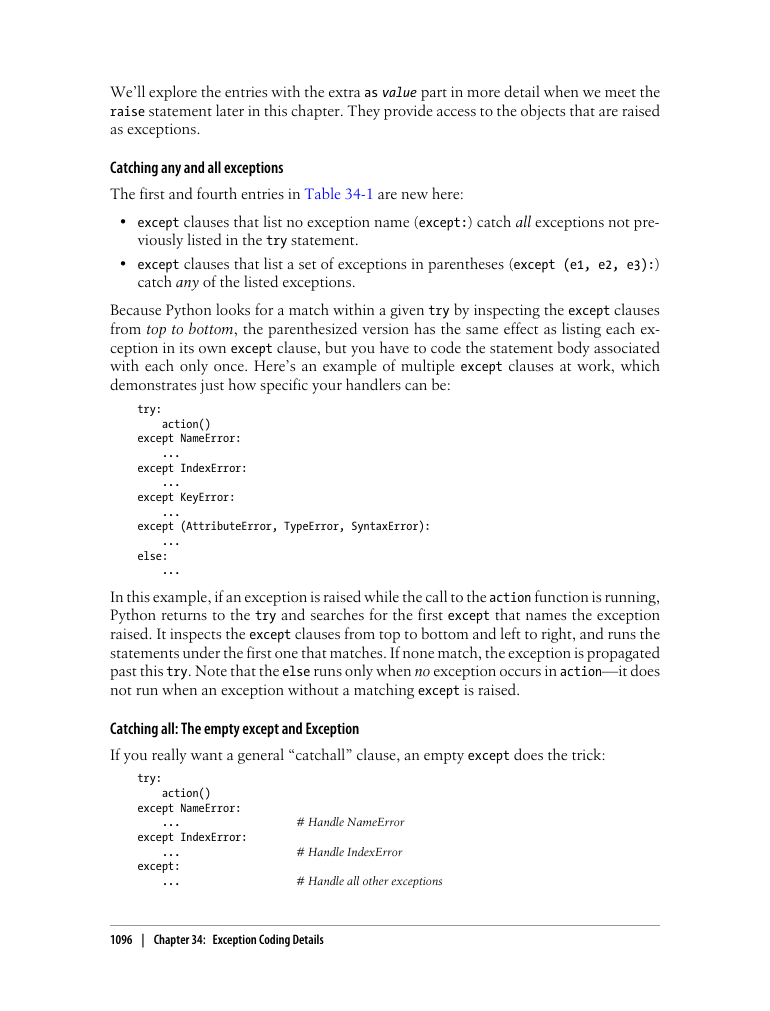 We’ll explore the entries with the extra as value part in more detail when we meet the
raise statement later in this chapter. They provide access to the objects that are raised
as exceptions.
Catching any and all exceptions
The first and fourth entries in Table 34-1 are new here:
• except clauses that list no exception name (except:) catch all exceptions not pre-
viously listed in the try statement.
• except clauses that list a set of exceptions in parentheses (except (e1, e2, e3):)
catch any of the listed exceptions.
Because Python looks for a match within a given try by inspecting the except clauses
from top to bottom, the parenthesized version has the same effect as listing each ex-
ception in its own except clause, but you have to code the statement body associated
with each only once. Here’s an example of multiple except clauses at work, which
demonstrates just how specific your handlers can be:
try:
    action()
except NameError:
    ...
except IndexError:
    ...
except KeyError:
    ...
except (AttributeError, TypeError, SyntaxError):
    ...
else:
    ...
In this example, if an exception is raised while the call to the action function is running,
Python returns to the try and searches for the first except that names the exception
raised. It inspects the except clauses from top to bottom and left to right, and runs the
statements under the first one that matches. If none match, the exception is propagated
past this try. Note that the else runs only when no exception occurs in action—it does
not run when an exception without a matching except is raised.
Catching all: The empty except and Exception
If you really want a general “catchall” clause, an empty except does the trick:
try:
    action()
except NameError:
    ...                # Handle NameError
except IndexError:
    ...                # Handle IndexError
except:
    ...                # Handle all other exceptions
1096 | Chapter 34: Exception Coding Details